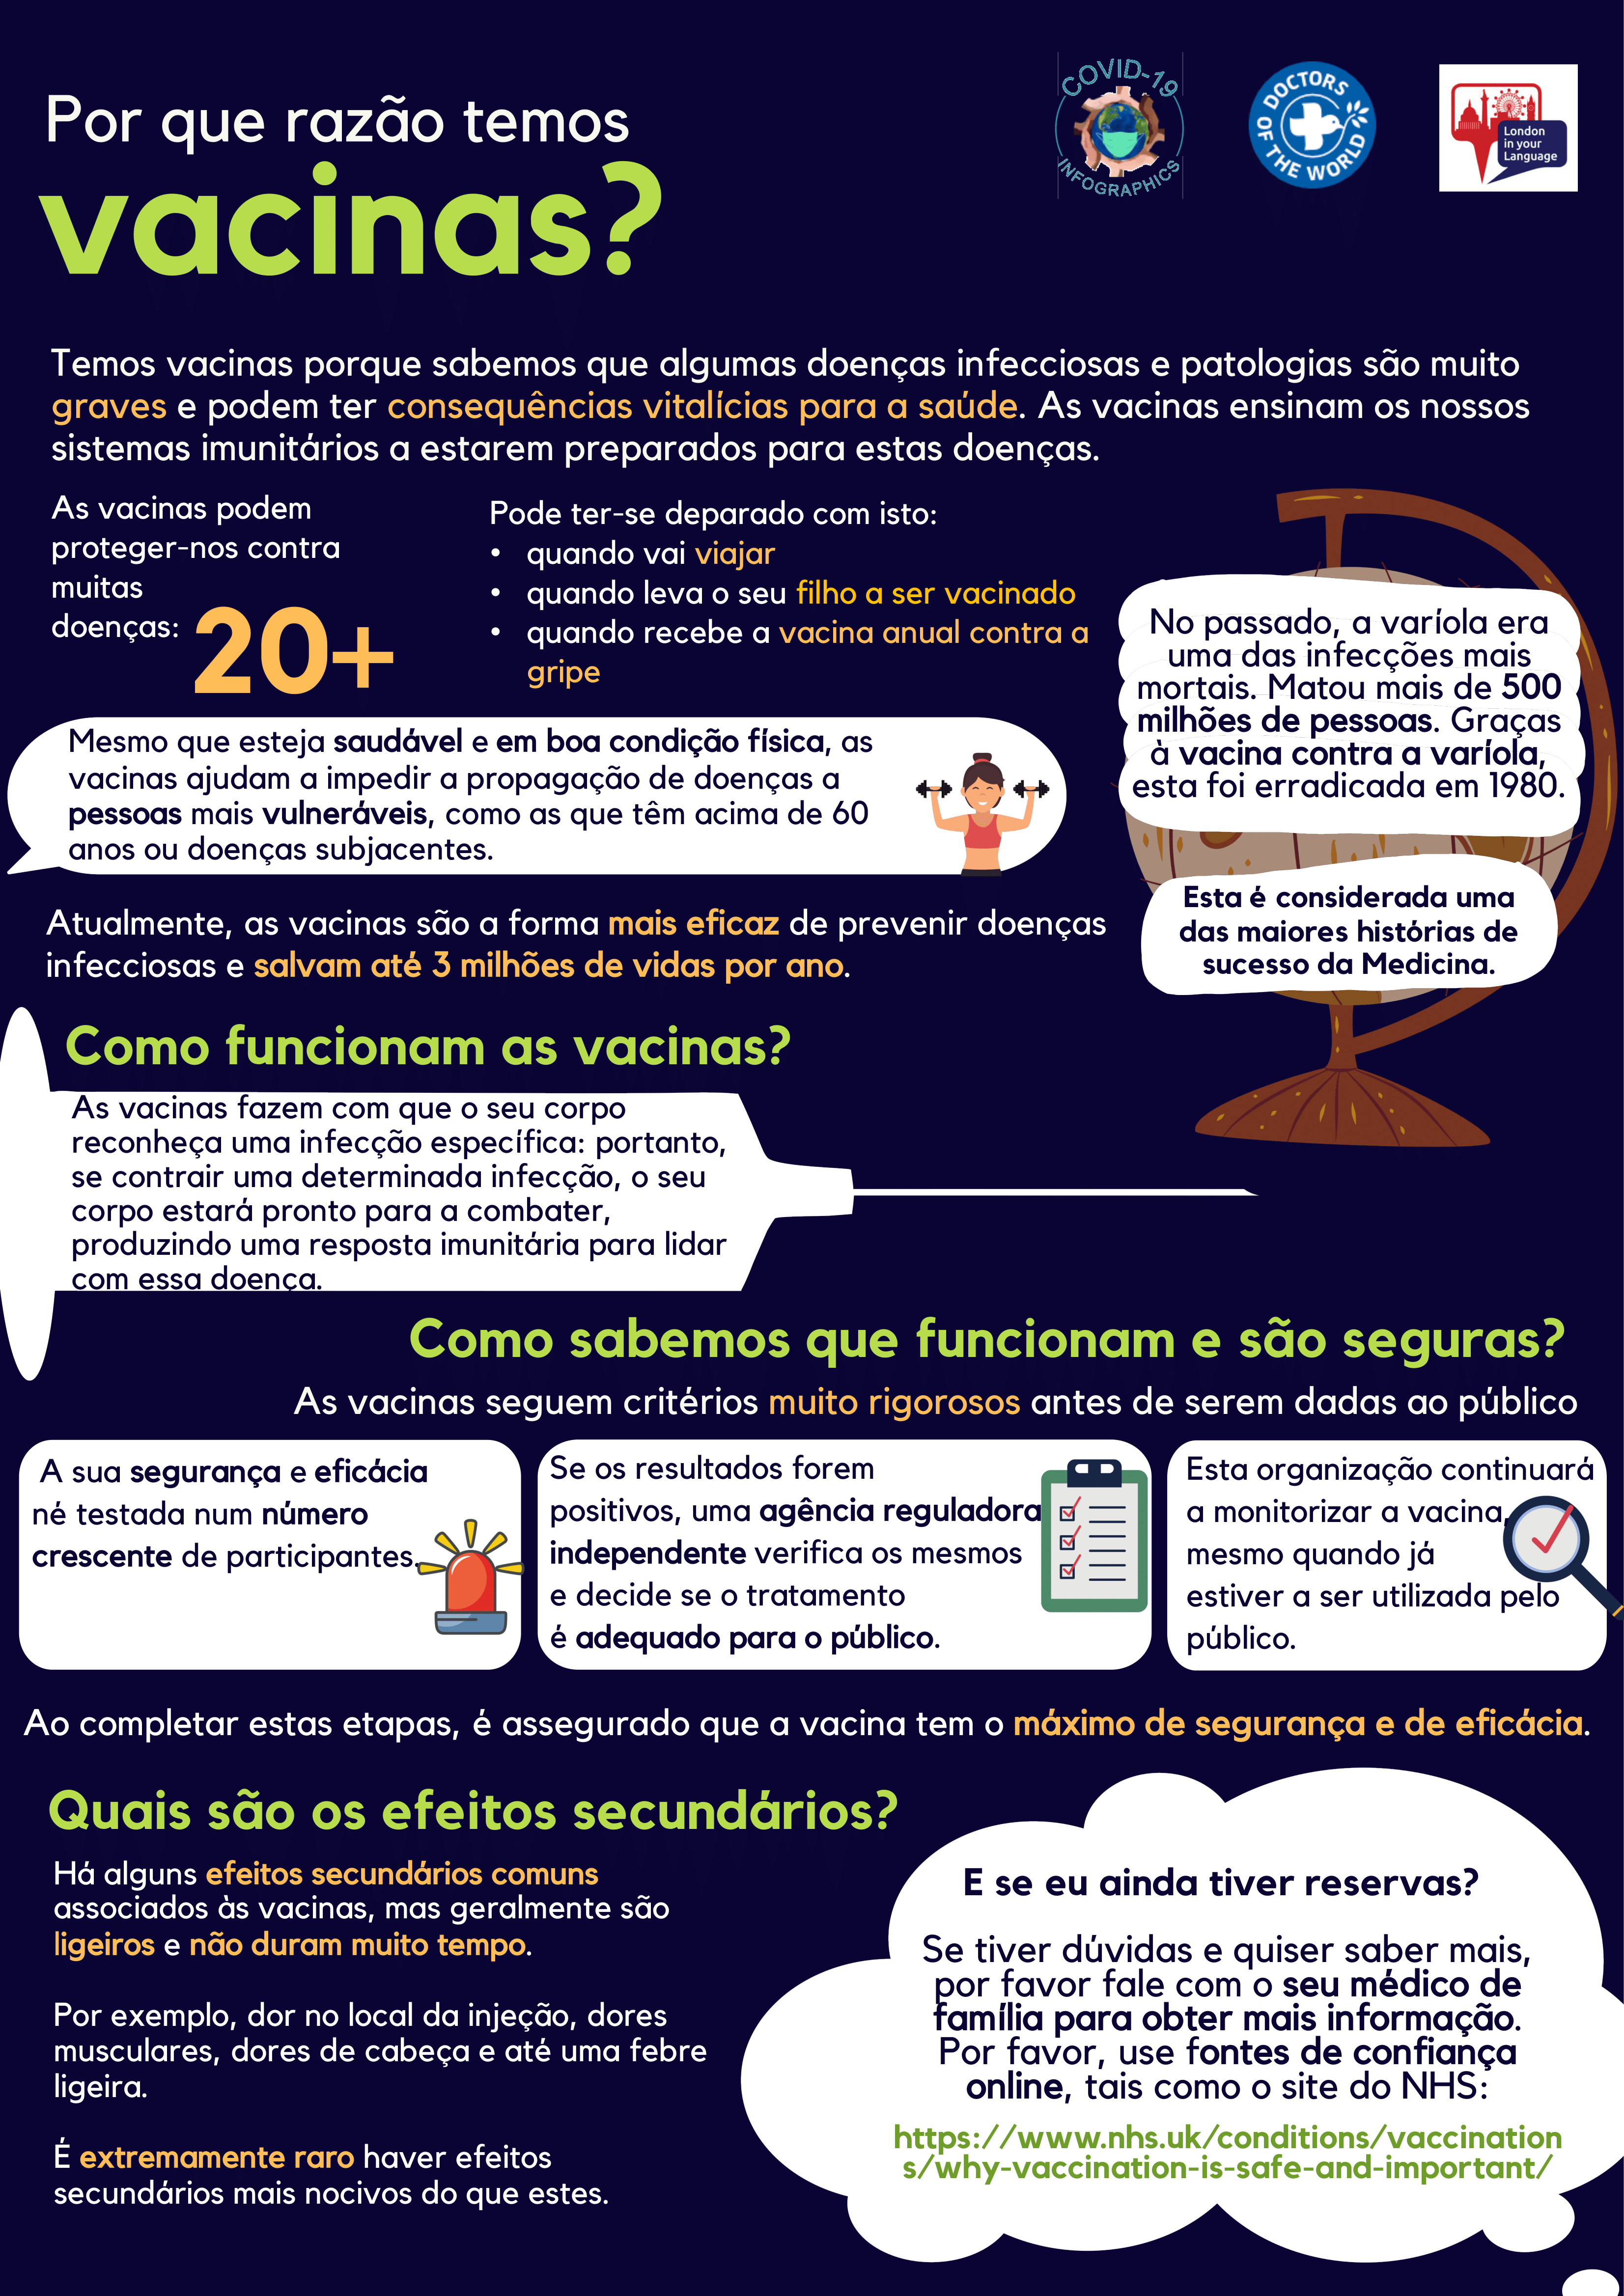 Por que razão temos
vacinas?
COVID-19
INFOGRAPHICS
DOCTORS
OF THE WORLD
London
in your
Language
Temos vacinas porque sabemos que algumas doenças infecciosas e patologias são muito
graves e podem ter consequências vitalícias para a saúde. As vacinas ensinam os nossos
sistemas imunitários a estarem preparados para estas doenças.
As vacinas podem
proteger-nos contra
muitas
doenças: 20+
Pode ter-se deparado com isto:
• quando vai viajar
• quando leva o seu filho a ser vacinado
• quando recebe a vacina anual contra a
gripe
No passado, a varíola era
uma das infecções mais
mortais. Matou mais de 500
milhões de pessoas. Graças
à vacina contra a varíola,
esta foi erradicada em 1980.
Esta é considerada uma
das maiores histórias de
sucesso da Medicina.
Mesmo que esteja saudável e em boa condição física, as
vacinas ajudam a impedir a propagação de doenças a
pessoas mais vulneráveis, como as que têm acima de 60
anos ou doenças subjacentes.
Atualmente, as vacinas são a forma mais eficaz de prevenir doenças
infecciosas e salvam até 3 milhões de vidas por ano.
Como funcionam as vacinas?
As vacinas fazem com que o seu corpo
reconheça uma infecção específica: portanto,
se contrair uma determinada infecção, o seu
corpo estará pronto para a combater,
produzindo uma resposta imunitária para lidar
com essa doença.
Como sabemos que funcionam e são seguras?
As vacinas seguem critérios muito rigorosos antes de serem dadas ao público
A sua segurança e eficácia
né testada num número
crescente de participantes.
Se os resultados forem
positivos, uma agência reguladora
independente verifica os mesmos
e decide se o tratamento
é adequado para o público.
Esta organização continuará
a monitorizar a vacina,
mesmo quando já
estiver a ser utilizada pelo
público.
Ao completar estas etapas, é assegurado que a vacina tem o máximo de segurança e de eficácia.
Quais são os efeitos secundários?
Há alguns efeitos secundários comuns
associados às vacinas, mas geralmente são
ligeiros e não duram muito tempo.
Por exemplo, dor no local da injeção, dores
musculares, dores de cabeça e até uma febre
ligeira.
É extremamente raro haver efeitos
secundários mais nocivos do que estes.
E se eu ainda tiver reservas?
Se tiver dúvidas e quiser saber mais,
por favor fale com o seu médico de
família para obter mais informação.
Por favor, use fontes de confiança
online, tais como o site do NHS:
https://www.nhs.uk/conditions/vaccination
s/why-vaccination-is-safe-and-important/